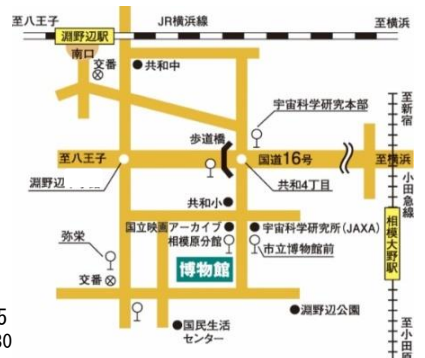 至八王子
JR横浜線
至横浜
淵野辺駅
南口
交番
共和中
宇宙科学研究本部
至新宿
歩道橋
至八王子
国道16号
至横浜
淵野辺
共和4丁目
小田急線
共和小
国立映画アーカイブ
相模原分館
宇宙科学研究所(JAXA)
市立博物館前
相模大野駅
弥栄
博物館
交番
淵野辺公園
国民生活
センター
至小田原
5
30